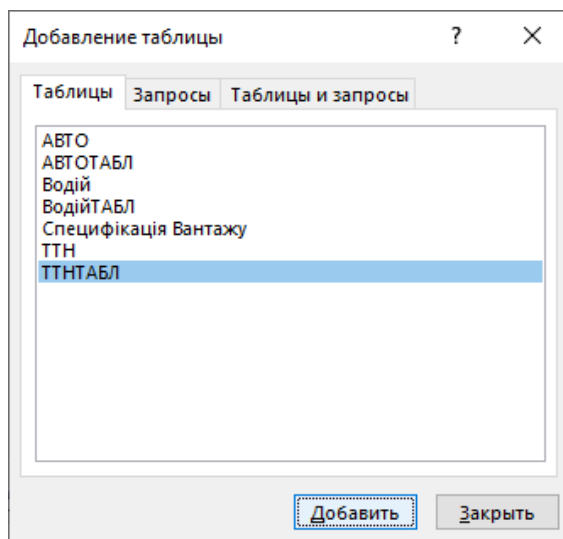 Добавление таблицы ? ×
Таблицы Запросы Таблицы и запросы
АВТО
АВТОТАБЛ
Водій
ВодійТАБЛ
Специфікація Вантажу
ТТН
ТТНТАБЛ
Добавить Закрыть